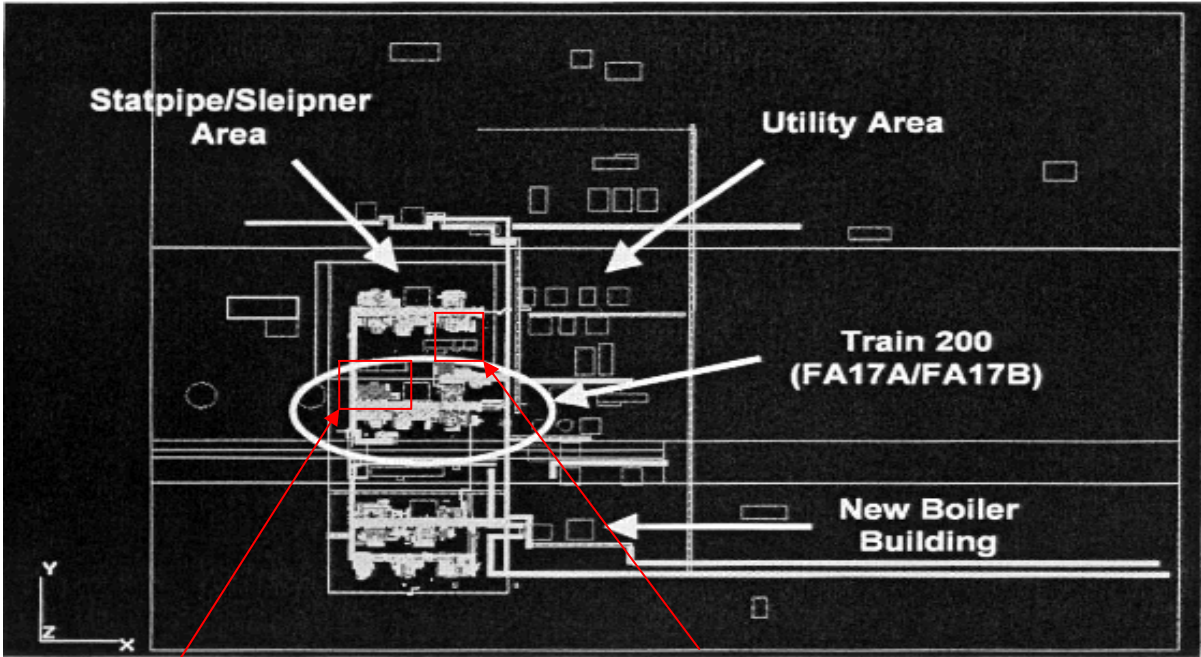 Statpipe/Sleipner
Area
Utility Area
Train 200
(FA17A/FA17B)
New Boiler
Building
Y
Z
X